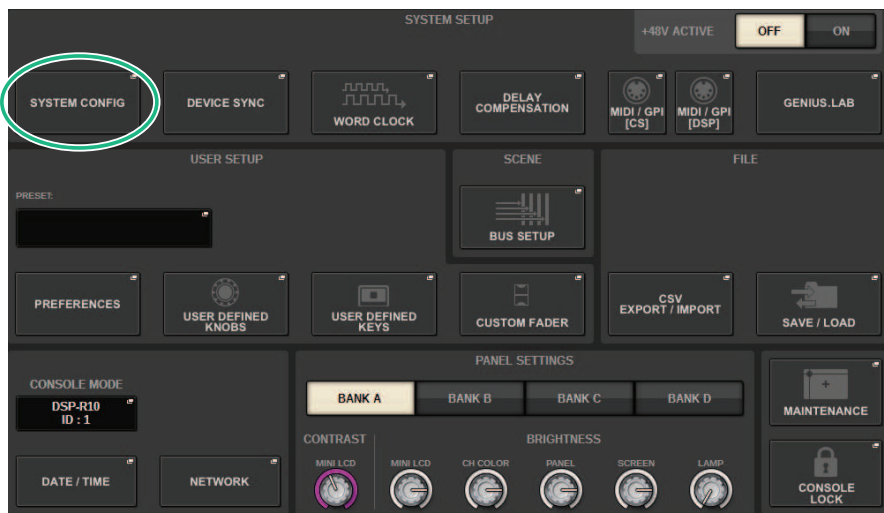 SYSTEM SETUP
+48V ACTIVE
OFF
ON
SYSTEM CONFIG
DEVICE SYNC
WORD CLOCK
DELAY
COMPENSATION
MIDI / GPI
[CS]
MIDI / GPI
[DSP]
GENIUS.LAB
USER SETUP
SCENE
FILE
PRESET:
BUS SETUP
PREFERENCES
USER DEFINED
KNOBS
USER DEFINED
KEYS
CUSTOM FADER
CSV
EXPORT / IMPORT
SAVE / LOAD
CONSOLE MODE
DSP-R10
ID : 1
DATE / TIME
NETWORK
PANEL SETTINGS
BANK A
BANK B
BANK C
BANK D
CONTRAST
BRIGHTNESS
MINI LCD
MINI LCD
CH COLOR
PANEL
SCREEN
LAMP
MAINTENANCE
CONSOLE
LOCK